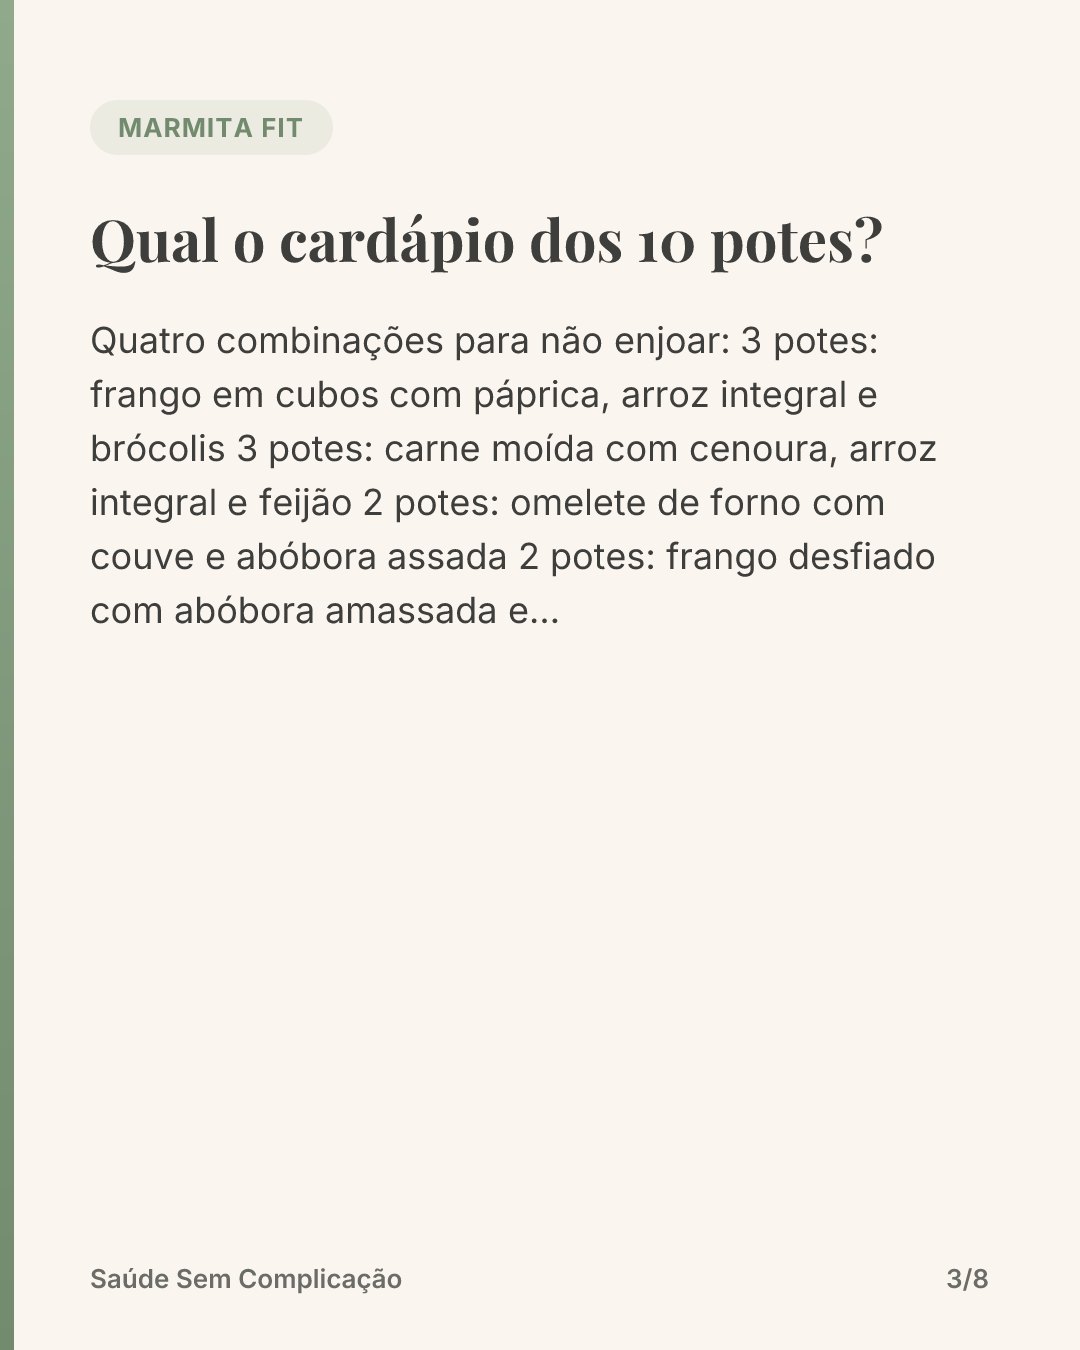 MARMITA FIT
Qual o cardápio dos 10 potes?
Quatro combinações para não enjoar: 3 potes:
frango em cubos com páprica, arroz integral e
brócolis 3 potes: carne moída com cenoura, arroz
integral e feijão 2 potes: omelete de forno com
couve e abóbora assada 2 potes: frango desfiado
com abóbora amassada e...
Saúde Sem Complicação
3/8